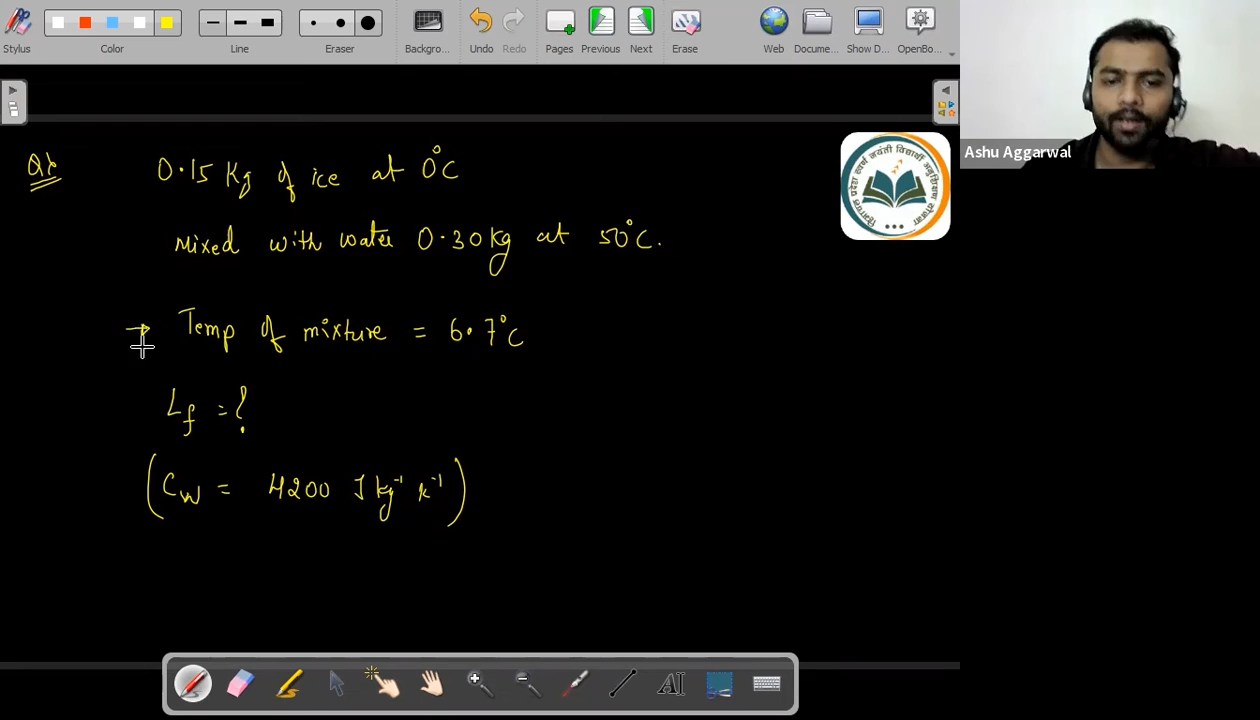 Stylus
Color
Line
Eraser
Backgro...
Undo
Redo
Pages
Previous
Next
Erase
Web
Docume...
Show D...
OpenBo...
Ashu Aggarwal
0.15 Kg of ice at 0°C
mixed with water 0.30 kg at 50°C.
→ Temp of mixture = 6.7°C
Lf = ?
(Cw = 4200 J kg⁻¹ k⁻¹)